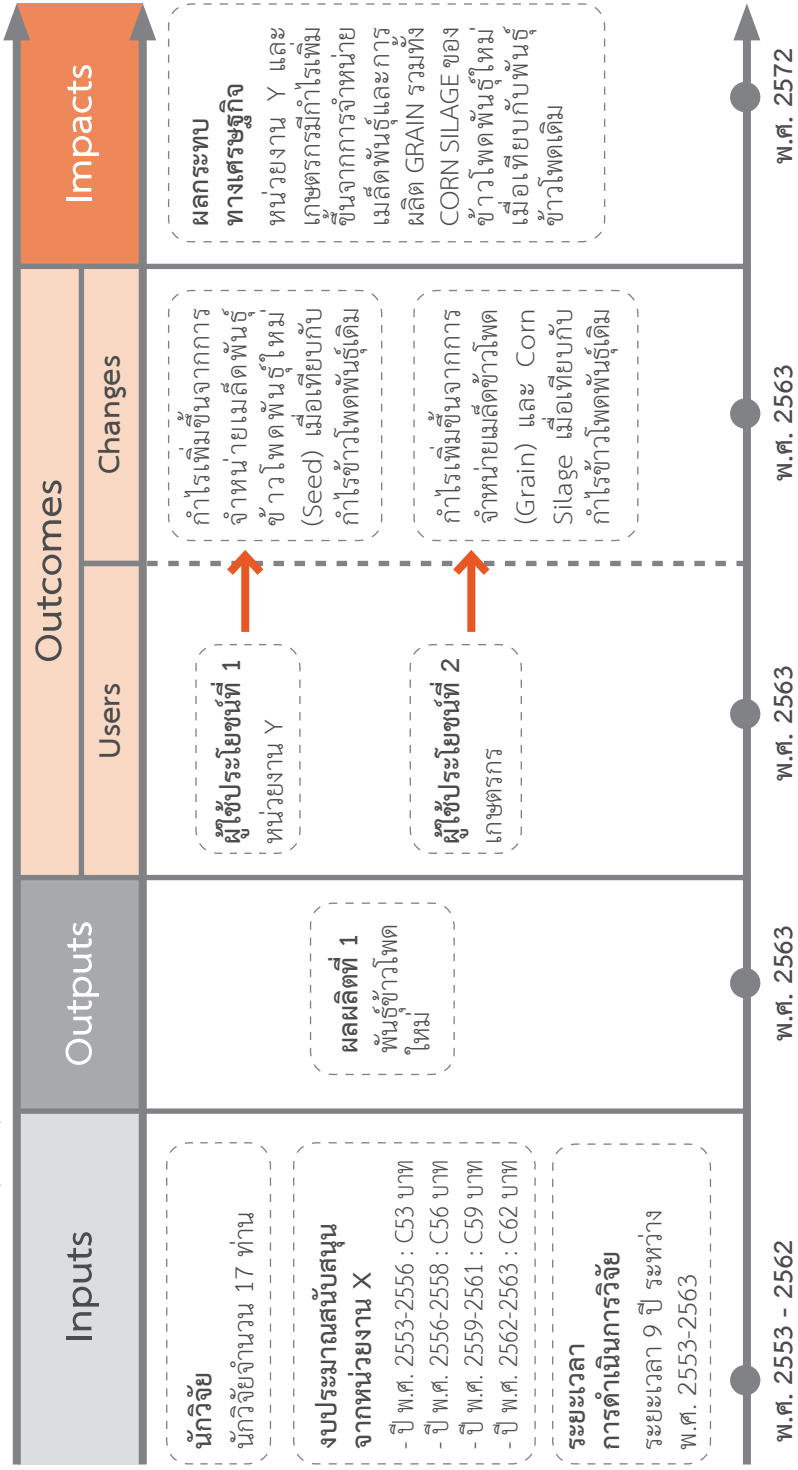 Inputs
Outputs
Outcomes
Users
Changes
Impacts
นักวิจัย
นักวิจัยจำนวน 17 ท่าน
งบประมาณสนับสนุน
จากหน่วยงาน X
- ปี พ.ศ. 2553-2556 : C53 บาท
- ปี พ.ศ. 2556-2558 : C56 บาท
- ปี พ.ศ. 2559-2561 : C59 บาท
- ปี พ.ศ. 2562-2563 : C62 บาท
ระยะเวลา
การดำเนินการวิจัย
ระยะเวลา 9 ปี ระหว่าง
พ.ศ. 2553-2563
ผลผลิตที่ 1
พันธุ์ข้าวโพด
ใหม่
ผู้ใช้ประโยชน์ที่ 1
หน่วยงาน Y
ผู้ใช้ประโยชน์ที่ 2
เกษตรกร
กำไรเพิ่มขึ้นจากการ
จำหน่ายเมล็ดพันธุ์
ข้าวโพดพันธุ์ใหม่
(Seed) เมื่อเทียบกับ
กำไรข้าวโพดพันธุ์เดิม
กำไรเพิ่มขึ้นจากการ
จำหน่ายเมล็ดข้าวโพด
(Grain) และ Corn
Silage เมื่อเทียบกับ
กำไรข้าวโพดพันธุ์เดิม
ผลกระทบ
ทางเศรษฐกิจ
หน่วยงาน Y และ
เกษตรกรมีกำไรเพิ่ม
ขึ้นจากการจำหน่าย
เมล็ดพันธุ์และการ
ผลิต GRAIN รวมทั้ง
CORN SILAGE ของ
ข้าวโพดพันธุ์ใหม่
เมื่อเทียบกับพันธุ์
ข้าวโพดเดิม
พ.ศ. 2553 - 2562
พ.ศ. 2563
พ.ศ. 2563
พ.ศ. 2563
พ.ศ. 2572